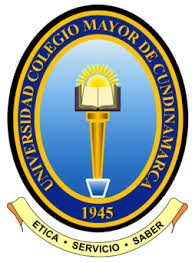 UNIVERSIDAD COLEGIO MAYOR DE CUNDINAMARCA
1945
ETICA • SERVICIO • SABER